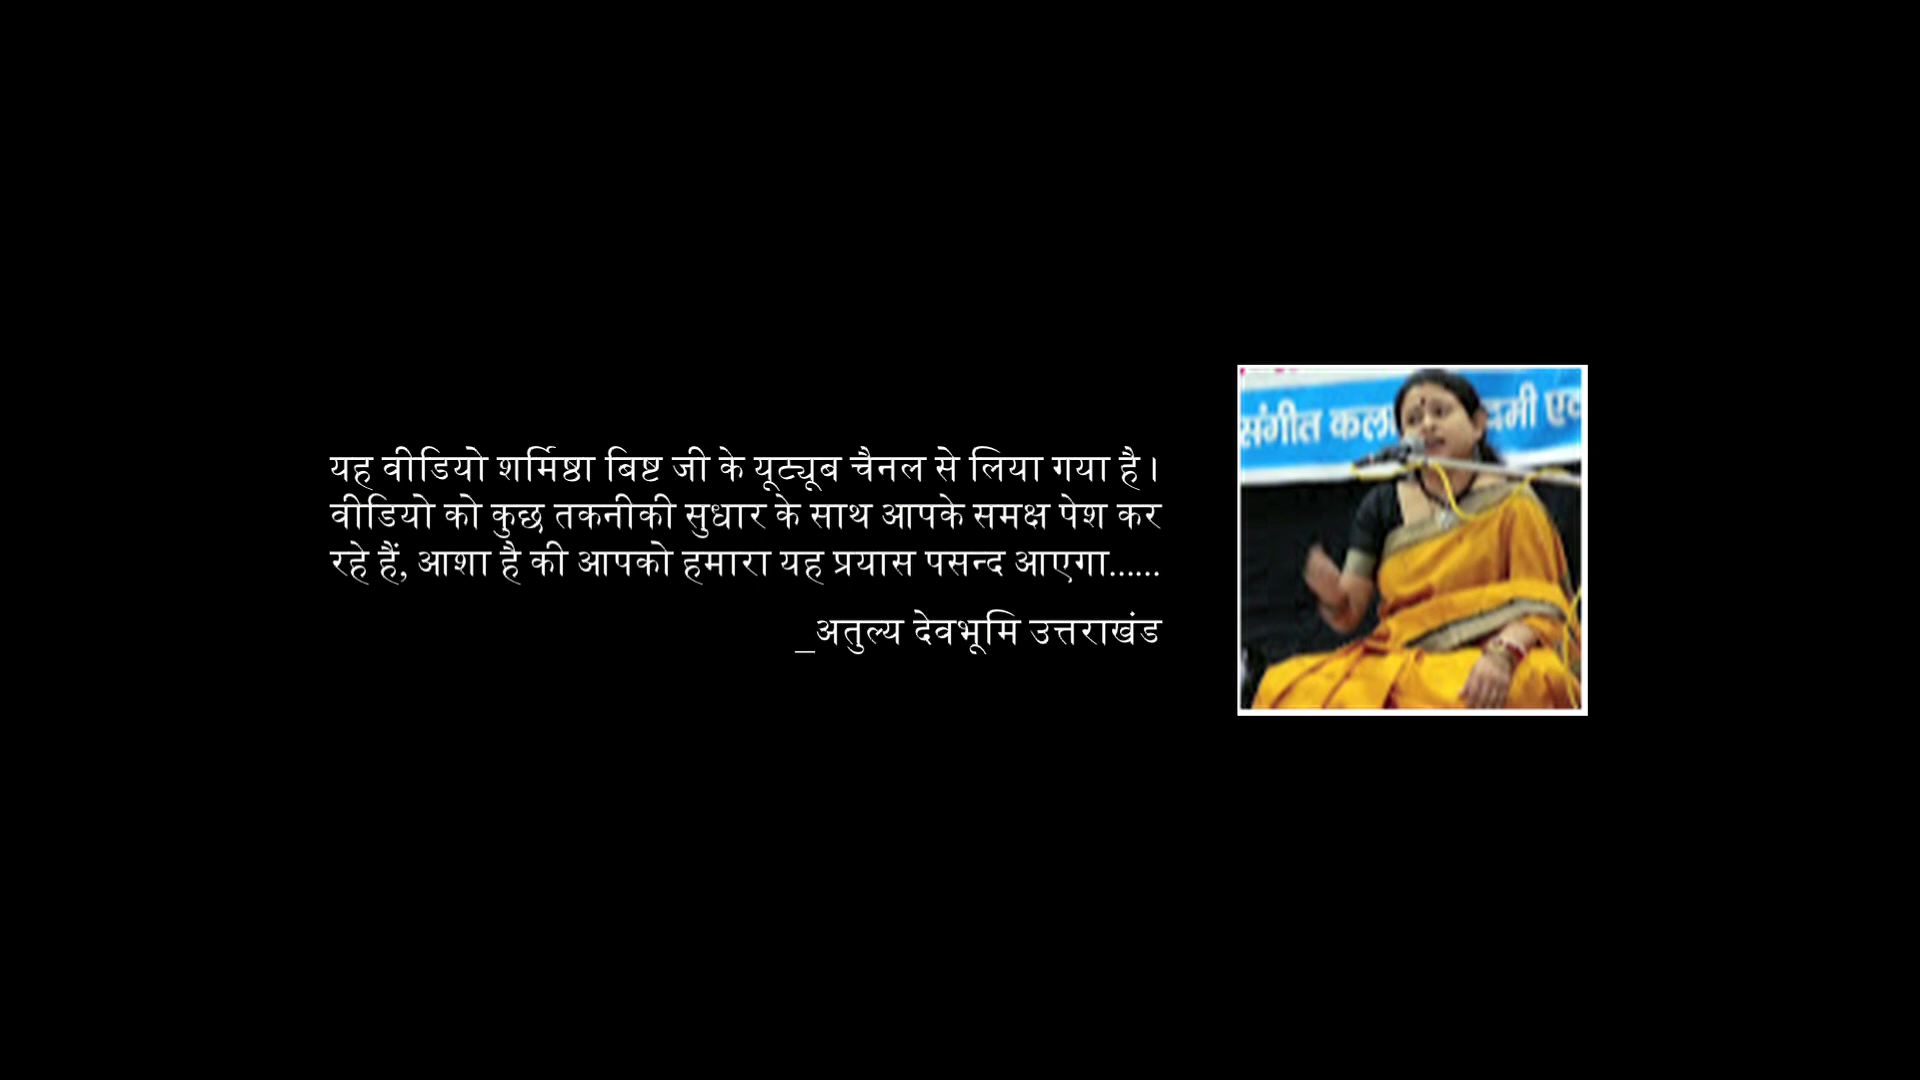 यह वीडियो शर्मिष्ठा बिष्ट जी के यूट्यूब चैनल से लिया गया है।
वीडियो को कुछ तकनीकी सुधार के साथ आपके समक्ष पेश कर
रहे हैं, आशा है की आपको हमारा यह प्रयास पसन्द आएगा......
_अतुल्य देवभूमि उत्तराखंड
संगीत